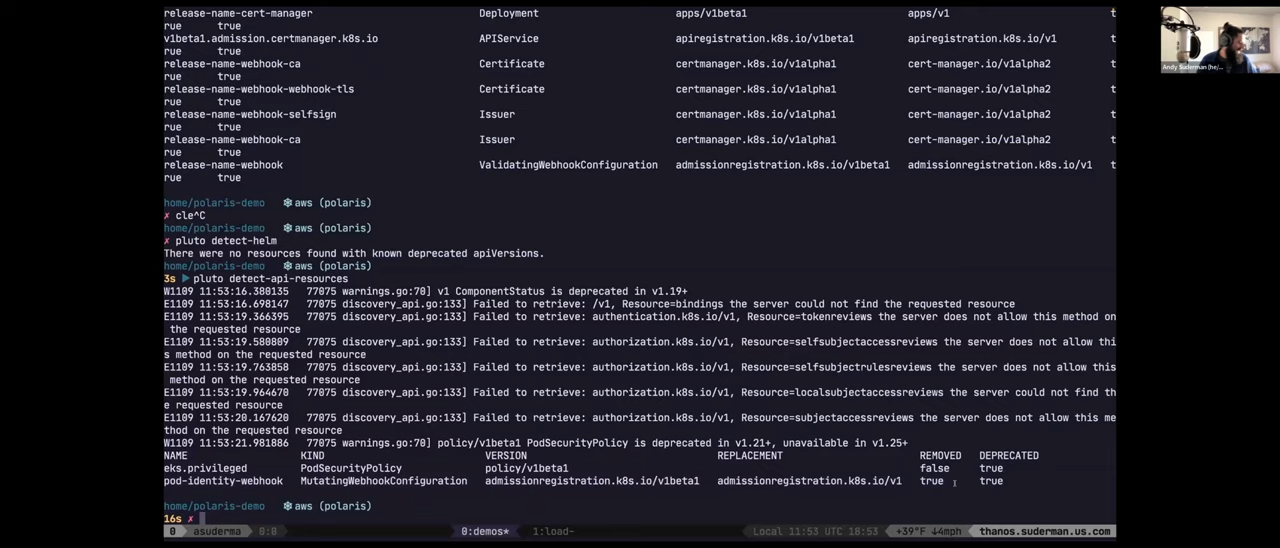 release-name-cert-manager Deployment apps/v1beta1 apps/v1 t
rue true
v1beta1.admission.certmanager.k8s.io APIService apiregistration.k8s.io/v1beta1 apiregistration.k8s.io/v1 t
rue true
release-name-webhook-ca Certificate certmanager.k8s.io/v1alpha1 cert-manager.io/v1alpha2 t
rue true
release-name-webhook-webhook-tls Certificate certmanager.k8s.io/v1alpha1 cert-manager.io/v1alpha2 t
rue true
release-name-webhook-selfsign Issuer certmanager.k8s.io/v1alpha1 cert-manager.io/v1alpha2 t
rue true
release-name-webhook-ca Issuer certmanager.k8s.io/v1alpha1 cert-manager.io/v1alpha2 t
rue true
release-name-webhook ValidatingWebhookConfiguration admissionregistration.k8s.io/v1beta1 admissionregistration.k8s.io/v1 t
rue true
home/polaris-demo aws (polaris)
✗ cle^C
home/polaris-demo aws (polaris)
✗ pluto detect-helm
There were no resources found with known deprecated apiVersions.
home/polaris-demo aws (polaris)
3s ▶ pluto detect-api-resources
W1109 11:53:16.380135 77075 warnings.go:70] v1 ComponentStatus is deprecated in v1.19+
E1109 11:53:16.698147 77075 discovery_api.go:133] Failed to retrieve: /v1, Resource=bindings the server could not find the requested resource
E1109 11:53:19.366395 77075 discovery_api.go:133] Failed to retrieve: authentication.k8s.io/v1, Resource=tokenreviews the server does not allow this method on
the requested resource
E1109 11:53:19.580809 77075 discovery_api.go:133] Failed to retrieve: authorization.k8s.io/v1, Resource=selfsubjectaccessreviews the server does not allow thi
s method on the requested resource
E1109 11:53:19.763858 77075 discovery_api.go:133] Failed to retrieve: authorization.k8s.io/v1, Resource=selfsubjectrulesreviews the server does not allow this
method on the requested resource
E1109 11:53:19.964670 77075 discovery_api.go:133] Failed to retrieve: authorization.k8s.io/v1, Resource=localsubjectaccessreviews the server could not find th
e requested resource
E1109 11:53:20.167620 77075 discovery_api.go:133] Failed to retrieve: authorization.k8s.io/v1, Resource=subjectaccessreviews the server does not allow this me
thod on the requested resource
W1109 11:53:21.981886 77075 warnings.go:70] policy/v1beta1 PodSecurityPolicy is deprecated in v1.21+, unavailable in v1.25+
NAME KIND VERSION REPLACEMENT REMOVED DEPRECATED
eks.privileged PodSecurityPolicy policy/v1beta1 false true
pod-identity-webhook MutatingWebhookConfiguration admissionregistration.k8s.io/v1beta1 admissionregistration.k8s.io/v1 true true
home/polaris-demo aws (polaris)
16s ✗
0 asuderma 0:0 0:demos* 1:load- Local 11:53 UTC 18:53 +39°F ↓4mph thanos.suderman.us.com
Andy Suderman (he/...